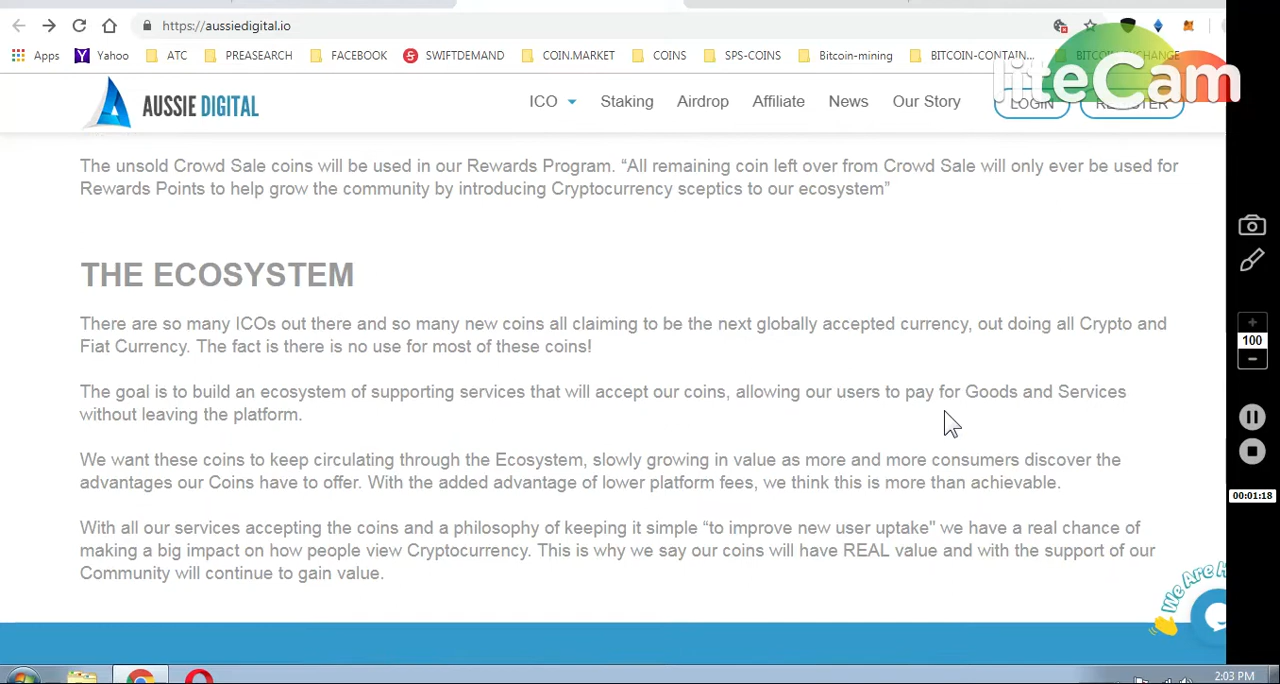 https://aussiedigital.io
Apps Yahoo ATC PREASEARCH FACEBOOK SWIFTDEMAND COIN.MARKET COINS SPS-COINS Bitcoin-mining BITCOIN-CONTAIN... BITCOIN-EXCHANGE
liteCam
AUSSIE DIGITAL
ICO Staking Airdrop Affiliate News Our Story LOGIN REGISTER
The unsold Crowd Sale coins will be used in our Rewards Program. “All remaining coin left over from Crowd Sale will only ever be used for
Rewards Points to help grow the community by introducing Cryptocurrency sceptics to our ecosystem”
THE ECOSYSTEM
There are so many ICOs out there and so many new coins all claiming to be the next globally accepted currency, out doing all Crypto and
Fiat Currency. The fact is there is no use for most of these coins!
The goal is to build an ecosystem of supporting services that will accept our coins, allowing our users to pay for Goods and Services
without leaving the platform.
We want these coins to keep circulating through the Ecosystem, slowly growing in value as more and more consumers discover the
advantages our Coins have to offer. With the added advantage of lower platform fees, we think this is more than achievable.
With all our services accepting the coins and a philosophy of keeping it simple “to improve new user uptake" we have a real chance of
making a big impact on how people view Cryptocurrency. This is why we say our coins will have REAL value and with the support of our
Community will continue to gain value.
We Are
100
00:01:18
2:03 PM